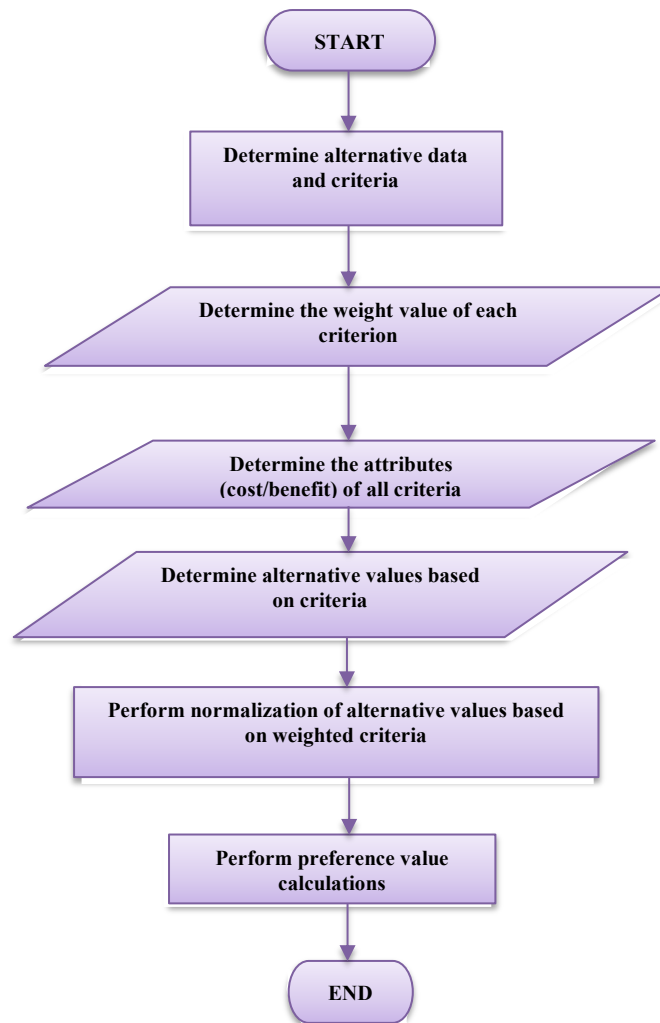 START
Determine alternative data
and criteria
Determine the weight value of each
criterion
Determine the attributes
(cost/benefit) of all criteria
Determine alternative values based
on criteria
Perform normalization of alternative values based
on weighted criteria
Perform preference value
calculations
END